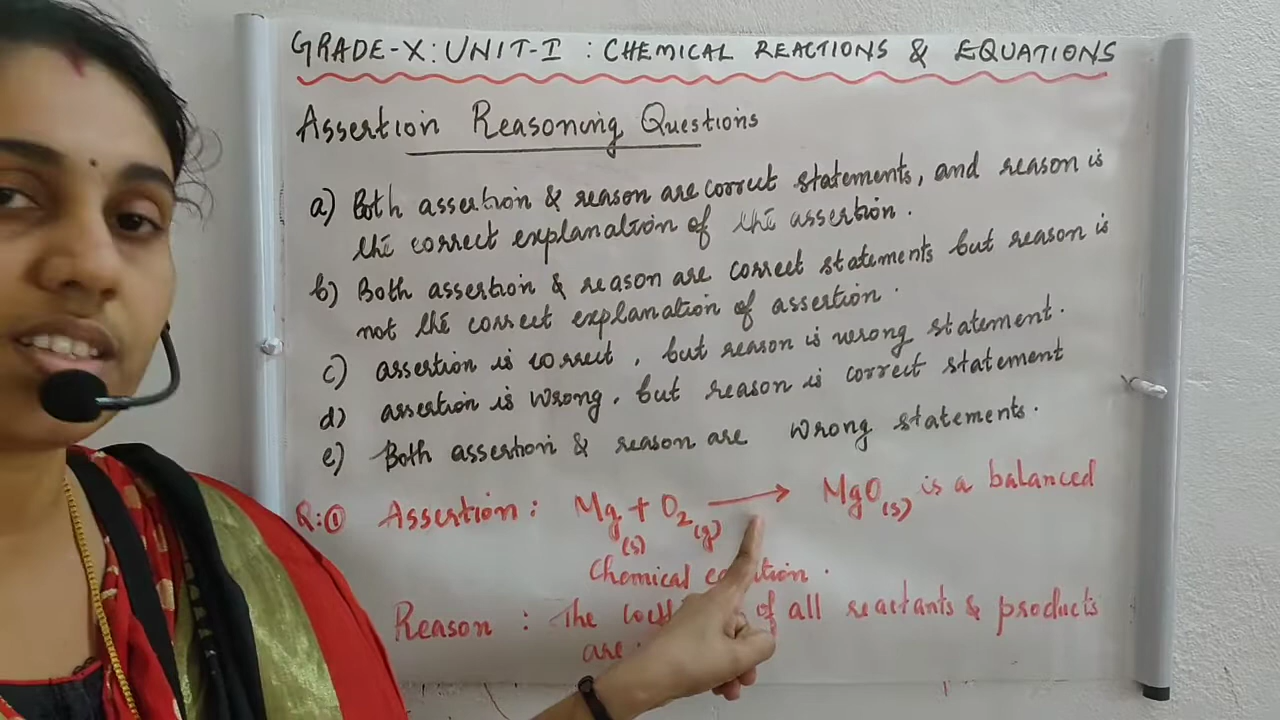 GRADE-X: UNIT-I : CHEMICAL REACTIONS & EQUATIONS
Assertion Reasoning Questions
a) Both assertion & reason are correct statements, and reason is
the correct explanation of the assertion.
b) Both assertion & reason are correct statements but reason is
not the correct explanation of assertion.
c) assertion is correct, but reason is wrong statement.
d) assertion is wrong, but reason is correct statement
e) Both assertion & reason are wrong statements.
Q:① Assertion: Mg(s) + O2(g) → MgO(s) is a balanced
Chemical
Reason : The of all reactants & products
are